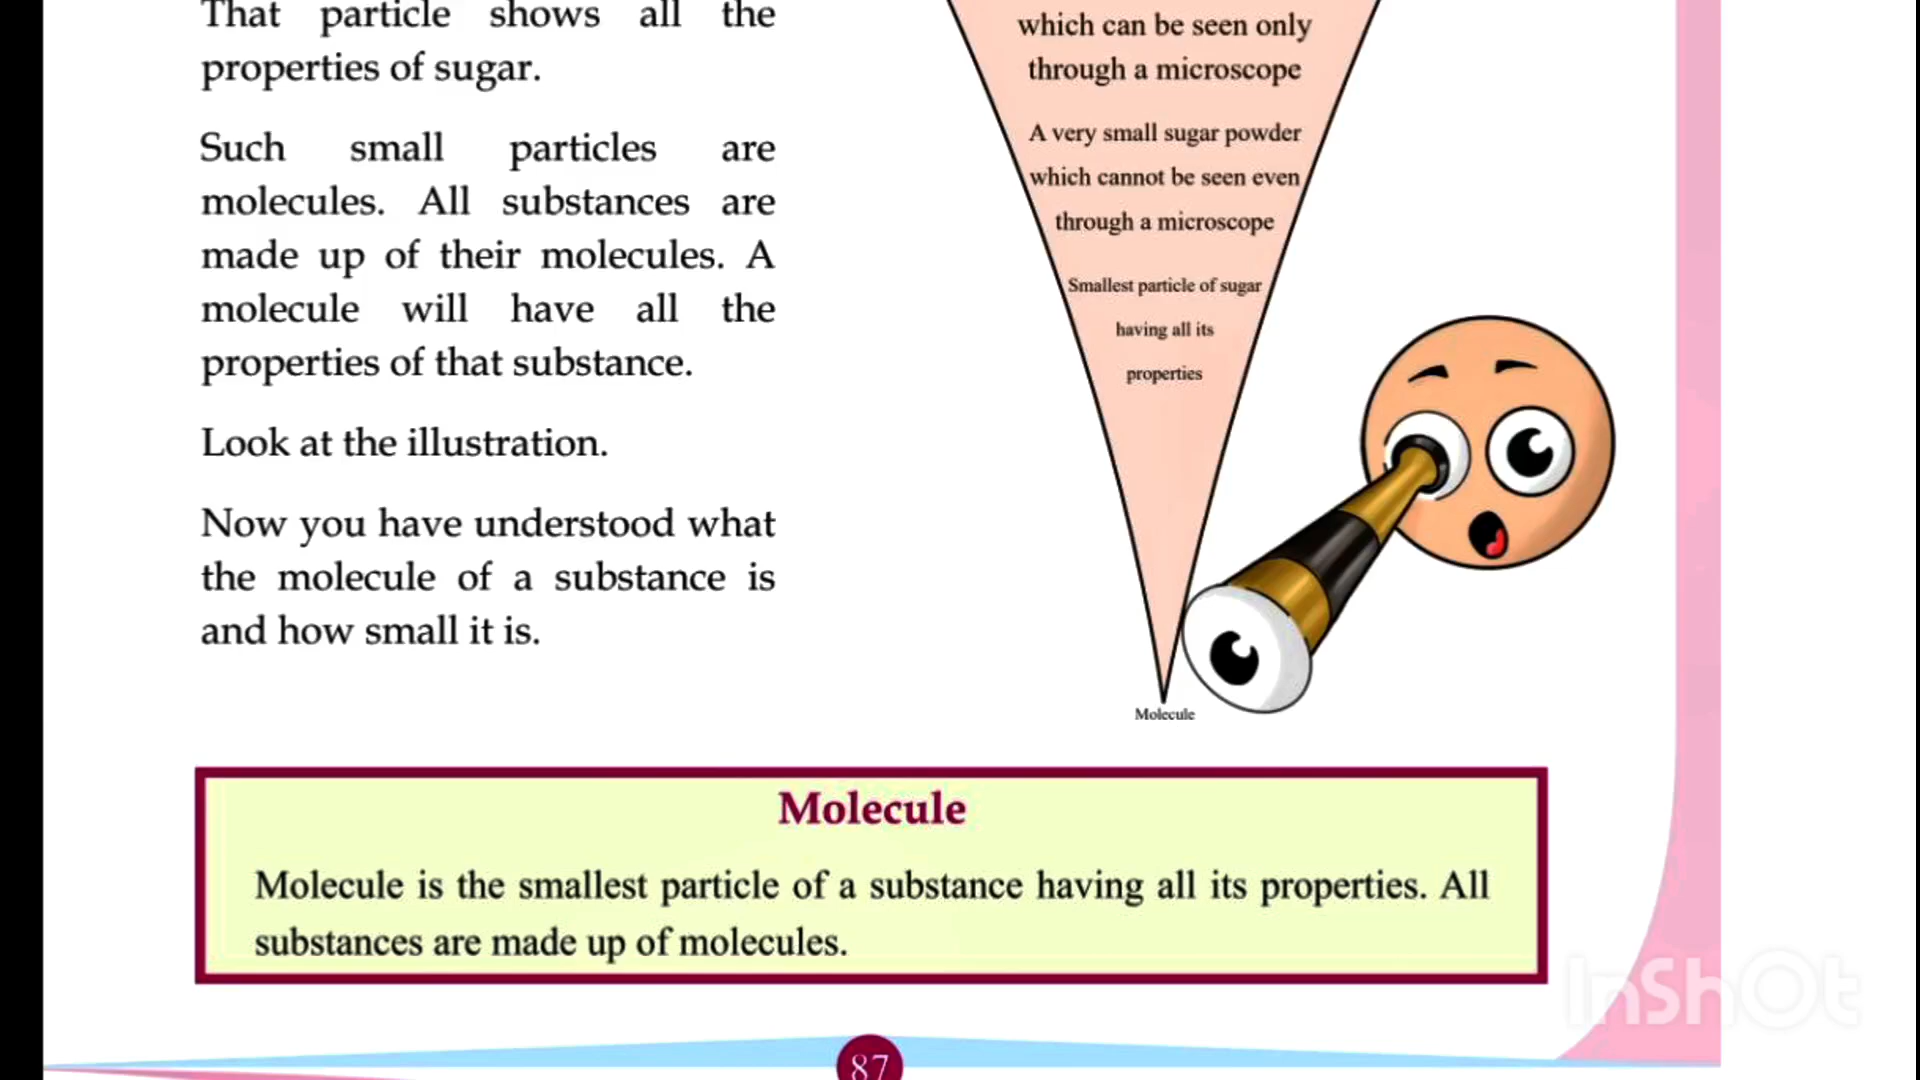 That particle shows all the
properties of sugar.
Such small particles are
molecules. All substances are
made up of their molecules. A
molecule will have all the
properties of that substance.
Look at the illustration.
Now you have understood what
the molecule of a substance is
and how small it is.
which can be seen only
through a microscope
A very small sugar powder
which cannot be seen even
through a microscope
Smallest particle of sugar
having all its
properties
Molecule
Molecule
Molecule is the smallest particle of a substance having all its properties. All
substances are made up of molecules.
87
InShOt